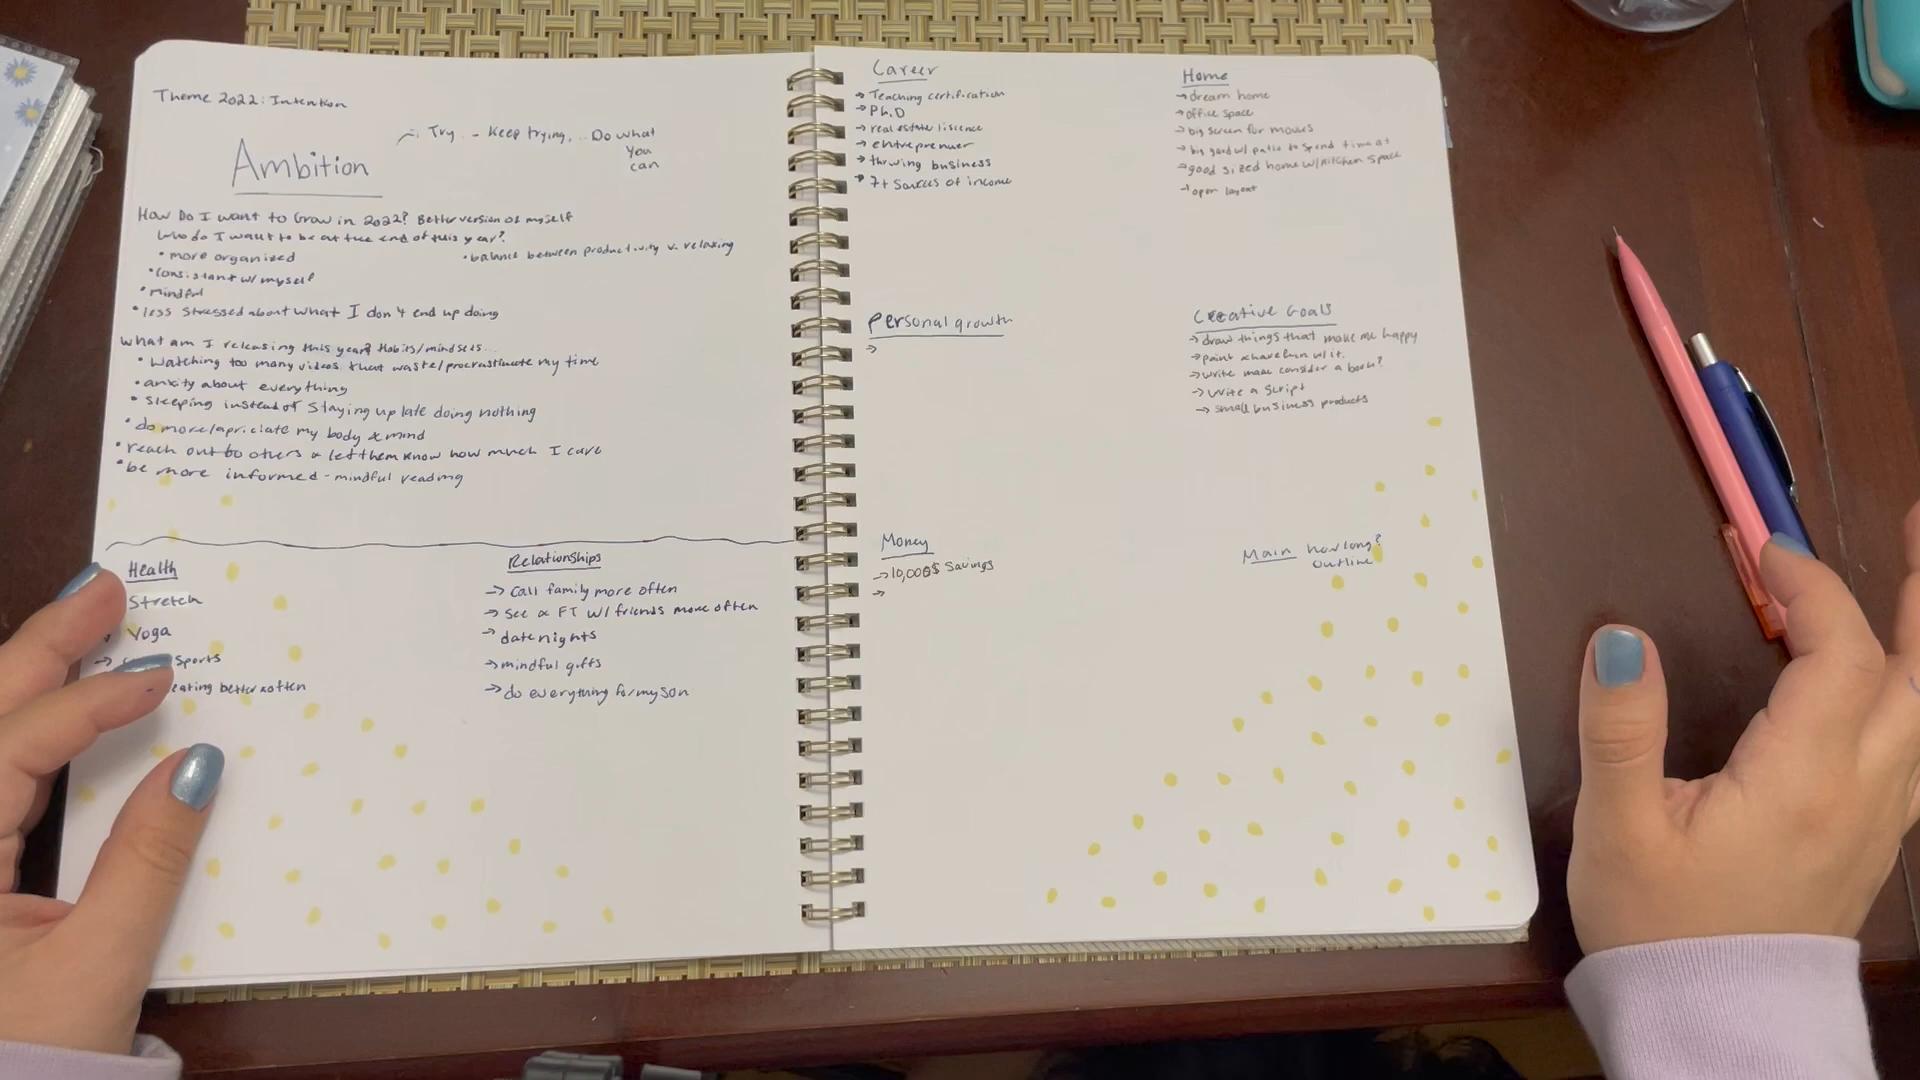 Theme 2022: Intention
Try - Keep trying, .. Do what
you
can
Ambition
How Do I want to Grow in 2022? Better version of myself
Who do I want to be at the end of this year?
• more organized
• balance between productivity v. relaxing
• consistant w/ myself
• Mindful
• less stressed about what I don't end up doing
What am I releasing this year? Habits/mindsets...
• Watching too many videos that waste/procrastinate my time
• anxity about everything
• sleeping instead of staying up late doing nothing
• do more/apriciate my body & mind
• reach out to others & let them know how much I care
• be more informed - mindful reading
Health
Stretch
Yoga
→ sports
eating better & often
Relationships
→ Call family more often
→ See & FT w/ friends more often
→ date nights
→ mindful gifts
→ do everything for my son
Career
→ Teaching certification
→ Ph.D
→ real estate liscence
→ entreprenuer
→ thriving business
→ 7+ Sources of income
Home
→ dream home
→ office space
→ big screen for movies
→ big yard w/ patio to spend time at
→ good sized home w/ kitchen space
→ open layout
Personal growth
→
Creative Goals
→ draw things that make me happy
→ paint & have fun w/ it.
→ write consider a book?
→ Write a script
→ small business products
Money
→ 10,000$ Savings
→
Main how long?
outline